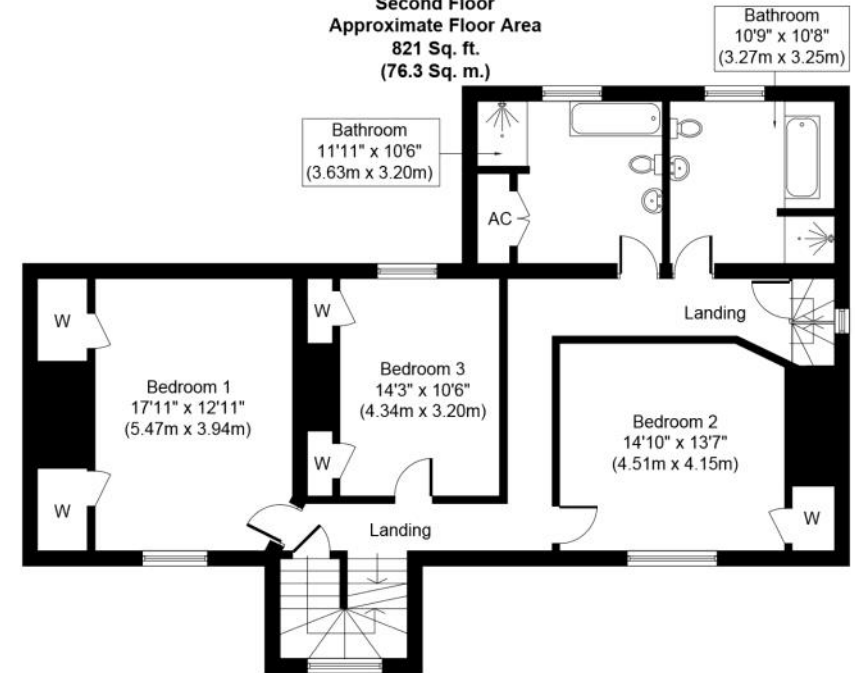 Second Floor
Approximate Floor Area
821 Sq. ft.
(76.3 Sq. m.)
Bathroom
10'9" x 10'8"
(3.27m x 3.25m)
Bathroom
11'11" x 10'6"
(3.63m x 3.20m)
AC
W
W
Landing
Bedroom 1
17'11" x 12'11"
(5.47m x 3.94m)
Bedroom 3
14'3" x 10'6"
(4.34m x 3.20m)
Bedroom 2
14'10" x 13'7"
(4.51m x 4.15m)
W
W
W
Landing